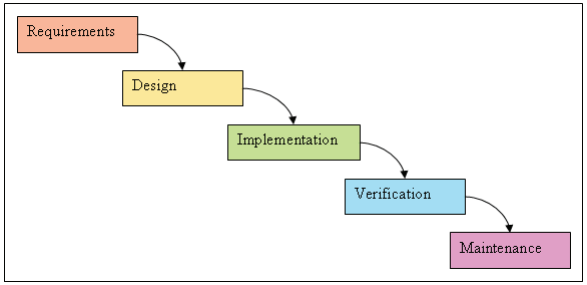 Requirements
Design
Implementation
Verification
Maintenance